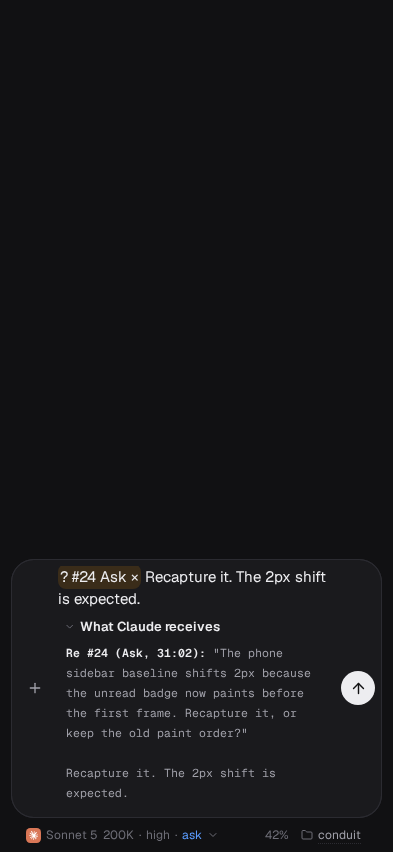 ? #24 Ask × Recapture it. The 2px shift
is expected.
What Claude receives
Re #24 (Ask, 31:02): "The phone
sidebar baseline shifts 2px because
the unread badge now paints before
the first frame. Recapture it, or
keep the old paint order?"
Recapture it. The 2px shift is
expected.
Sonnet 5 200K · high · ask 42% conduit